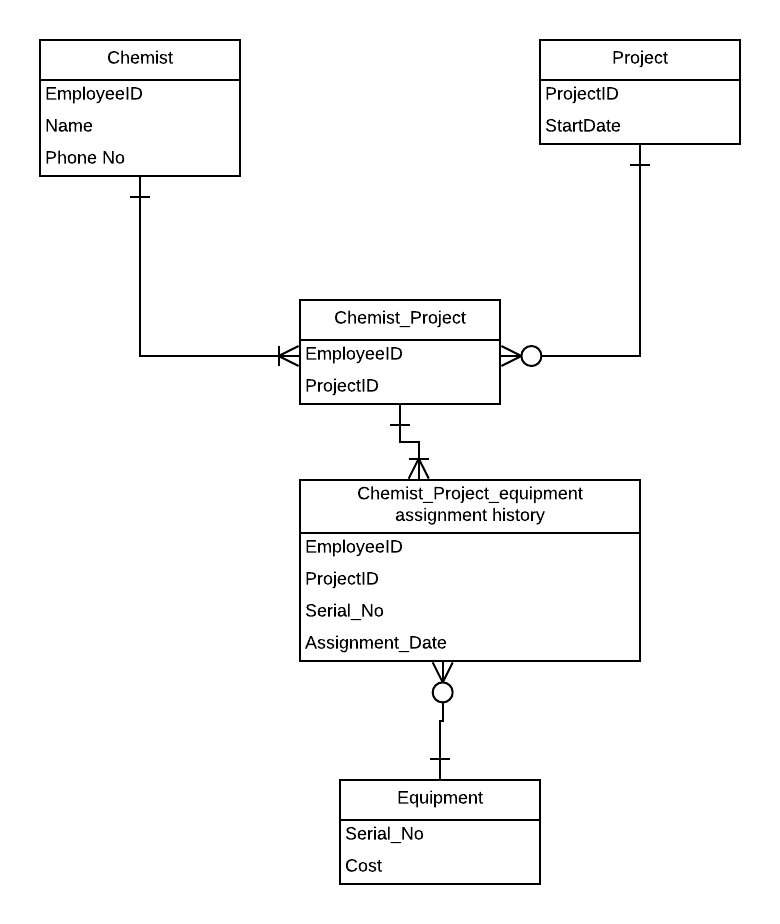 Chemist
EmployeeID
Name
Phone No
Project
ProjectID
StartDate
Chemist_Project
EmployeeID
ProjectID
Chemist_Project_equipment
assignment history
EmployeeID
ProjectID
Serial_No
Assignment_Date
Equipment
Serial_No
Cost